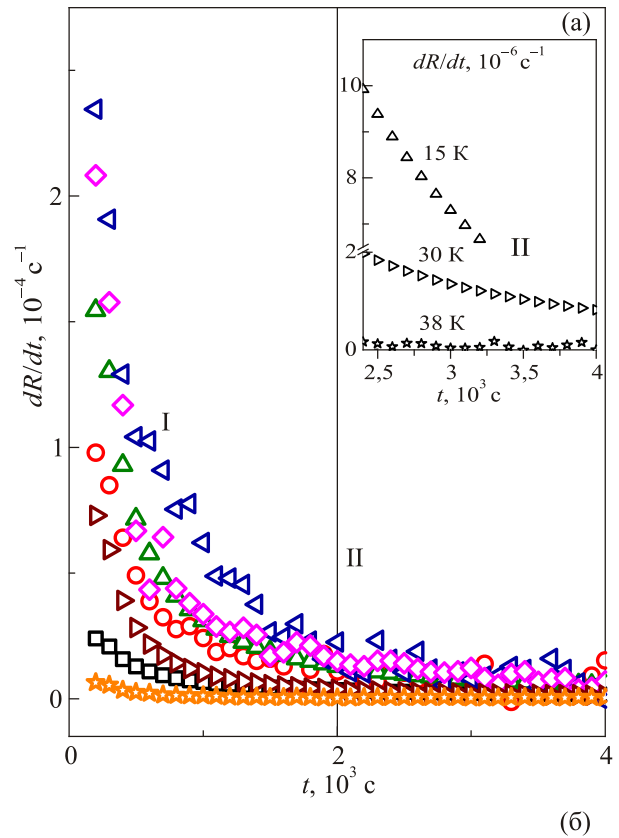 (а)
dR/dt, 10⁻⁶ c⁻¹
10
15 К
8
II
2
30 К
38 К
0
2,5 3 3,5 4
t, 10³ с
2
dR/dt, 10⁻⁴ c⁻¹
I
1
II
0
0 2 4
t, 10³ с
(б)